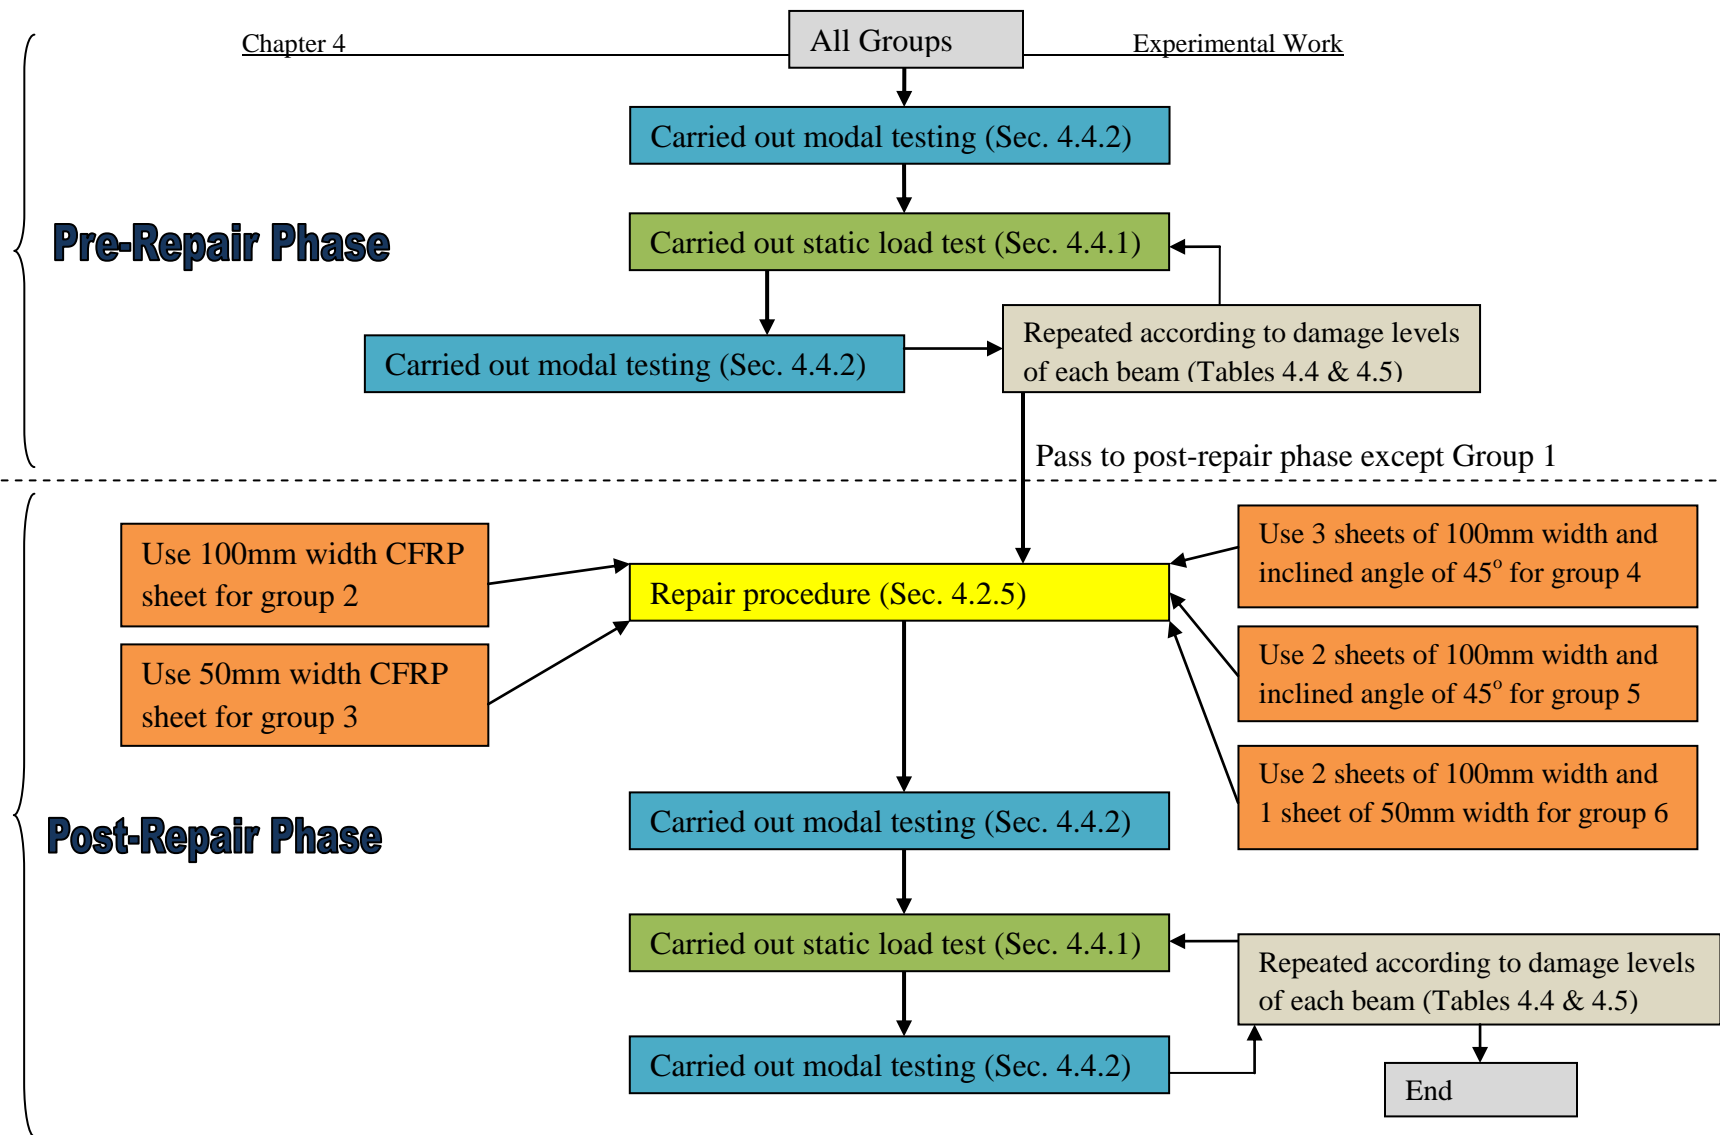 Chapter 4
All Groups
Experimental Work
Carried out modal testing (Sec. 4.4.2)
Pre-Repair Phase
Carried out static load test (Sec. 4.4.1)
Carried out modal testing (Sec. 4.4.2)
Repeated according to damage levels
of each beam (Tables 4.4 & 4.5)
Pass to post-repair phase except Group 1
Use 100mm width CFRP
sheet for group 2
Use 50mm width CFRP
sheet for group 3
Repair procedure (Sec. 4.2.5)
Use 3 sheets of 100mm width and
inclined angle of 45º for group 4
Use 2 sheets of 100mm width and
inclined angle of 45º for group 5
Use 2 sheets of 100mm width and
1 sheet of 50mm width for group 6
Post-Repair Phase
Carried out modal testing (Sec. 4.4.2)
Carried out static load test (Sec. 4.4.1)
Repeated according to damage levels
of each beam (Tables 4.4 & 4.5)
Carried out modal testing (Sec. 4.4.2)
End